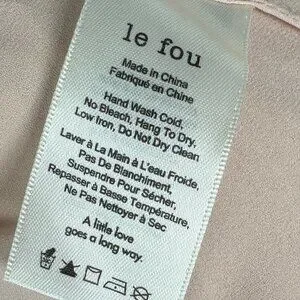 le fou
Made in China
Fabriqué en Chine
Hand Wash Cold,
No Bleach, Hang To Dry,
Low Iron, Do Not Dry Clean
Laver à La Main à L'eau Froide,
Pas De Blanchiment,
Suspendre Pour Sécher,
Repasser à Basse Température,
Ne Pas Nettoyer à Sec
A little love
goes a long way.